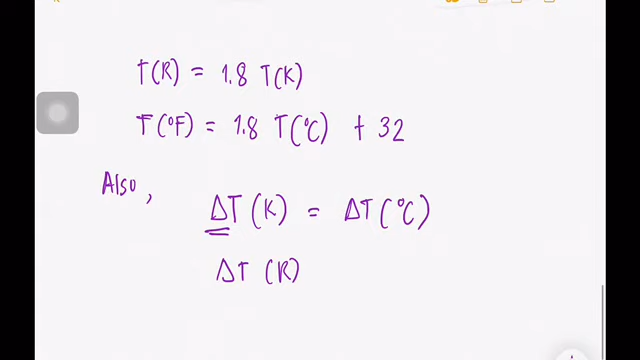 T(R) = 1.8 T(K)
T(°F) = 1.8 T(°C) + 32
Also,
ΔT(K) = ΔT(°C)
ΔT(R)